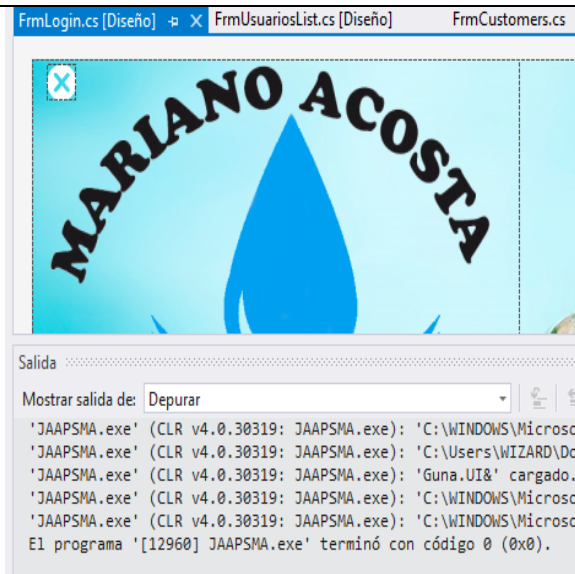 FrmLogin.cs [Diseño] FrmUsuariosList.cs [Diseño] FrmCustomers.cs
MARIANO ACOSTA
Salida
Mostrar salida de: Depurar
'JAAPSMA.exe' (CLR v4.0.30319: JAAPSMA.exe): 'C:\WINDOWS\Microsc
'JAAPSMA.exe' (CLR v4.0.30319: JAAPSMA.exe): 'C:\Users\WIZARD\Do
'JAAPSMA.exe' (CLR v4.0.30319: JAAPSMA.exe): 'Guna.UI&' cargado.
'JAAPSMA.exe' (CLR v4.0.30319: JAAPSMA.exe): 'C:\WINDOWS\Microsc
'JAAPSMA.exe' (CLR v4.0.30319: JAAPSMA.exe): 'C:\WINDOWS\Microsc
El programa '[12960] JAAPSMA.exe' terminó con código 0 (0x0).